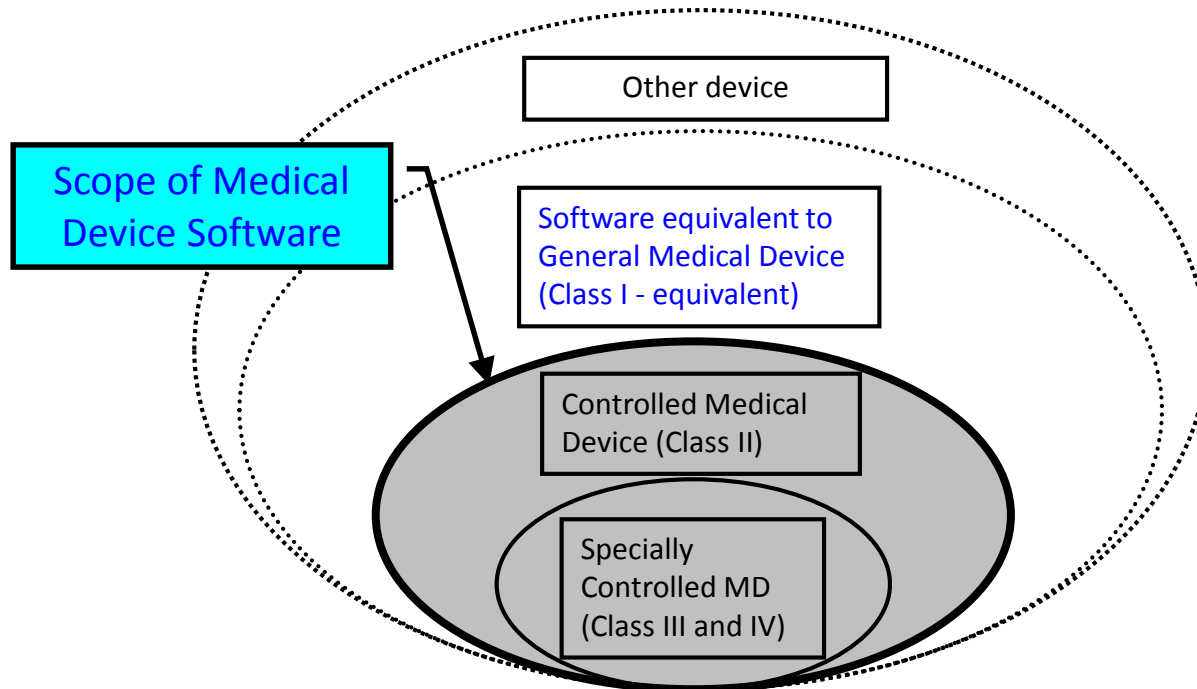 Other device
Scope of Medical
Device Software
Software equivalent to
General Medical Device
(Class I - equivalent)
Controlled Medical
Device (Class II)
Specially
Controlled MD
(Class III and IV)